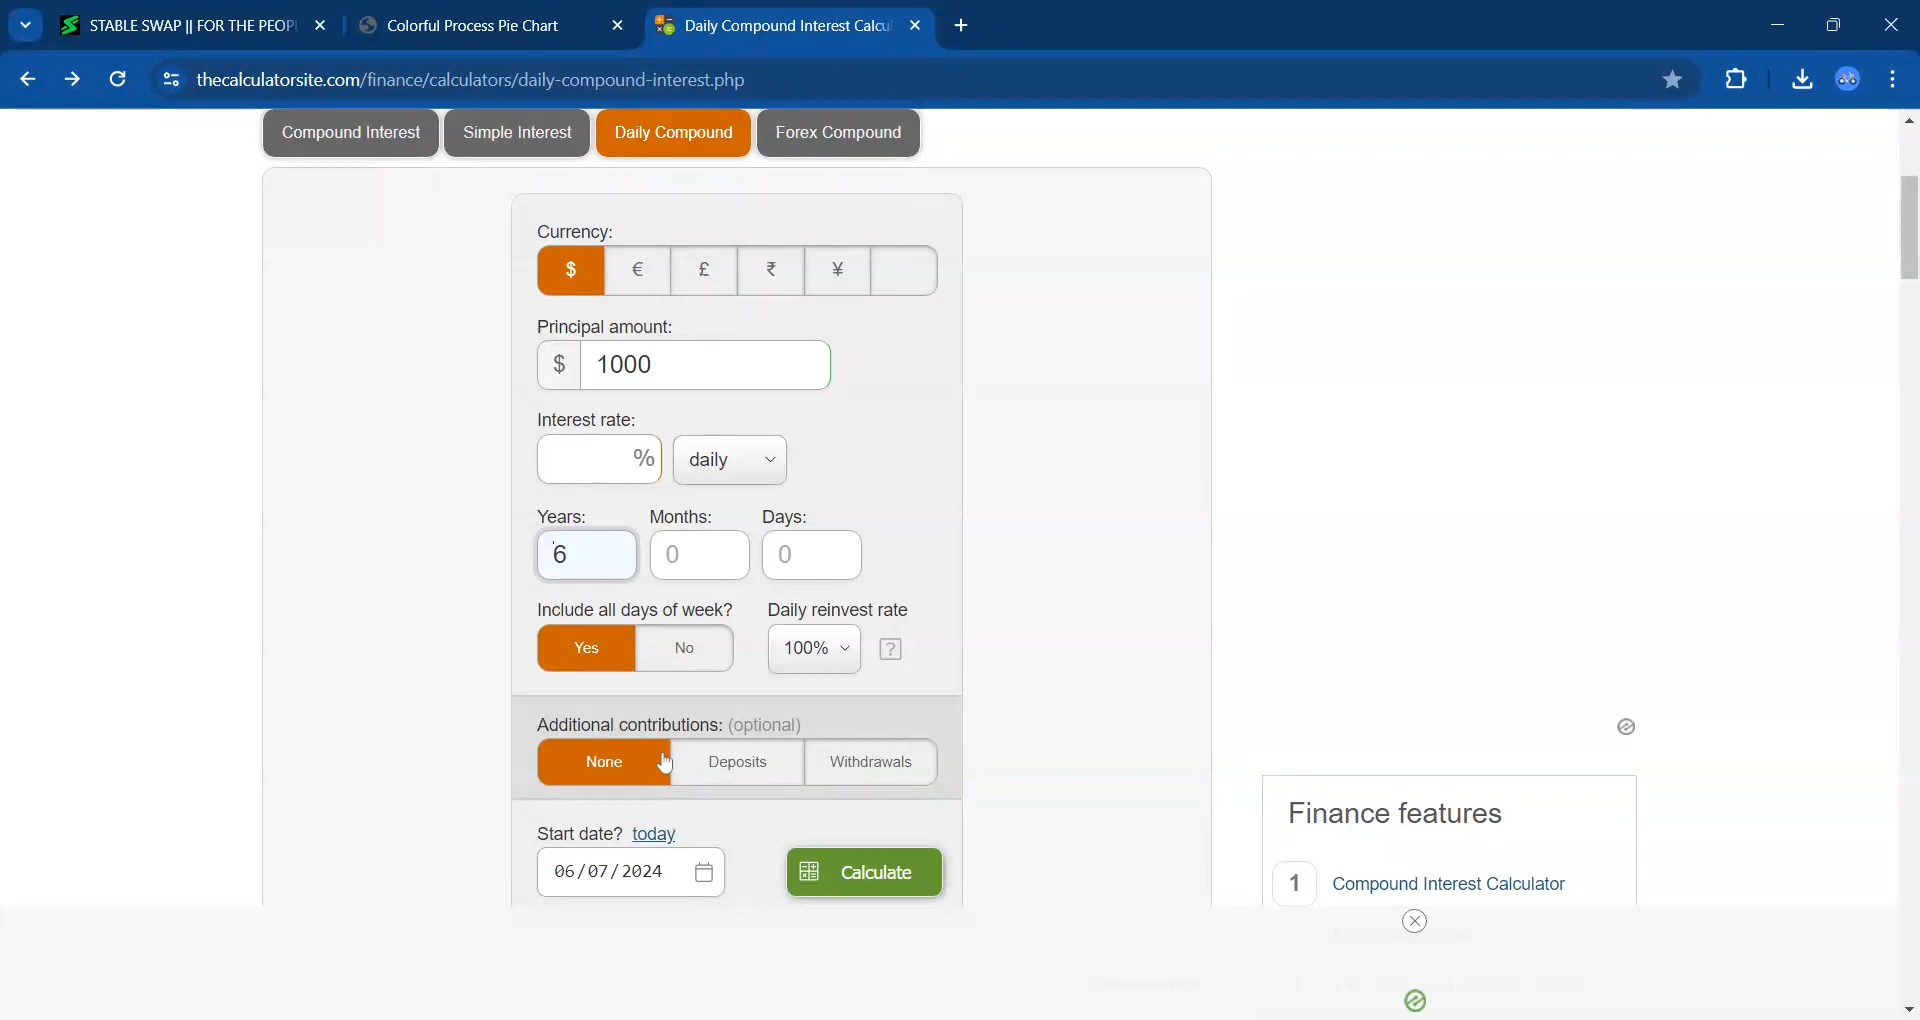 STABLE SWAP || FOR THE PEOPL
Colorful Process Pie Chart
Daily Compound Interest Calcu
thecalculatorsite.com/finance/calculators/daily-compound-interest.php
Compound Interest
Simple Interest
Daily Compound
Forex Compound
Currency:
$
€
£
₹
¥
Principal amount:
$ 1000
Interest rate:
%
daily
Years: Months: Days:
6
0
0
Include all days of week? Daily reinvest rate
Yes
No
100%
?
Additional contributions: (optional)
None
Deposits
Withdrawals
Start date? today
06/07/2024
Calculate
Finance features
1 Compound Interest Calculator